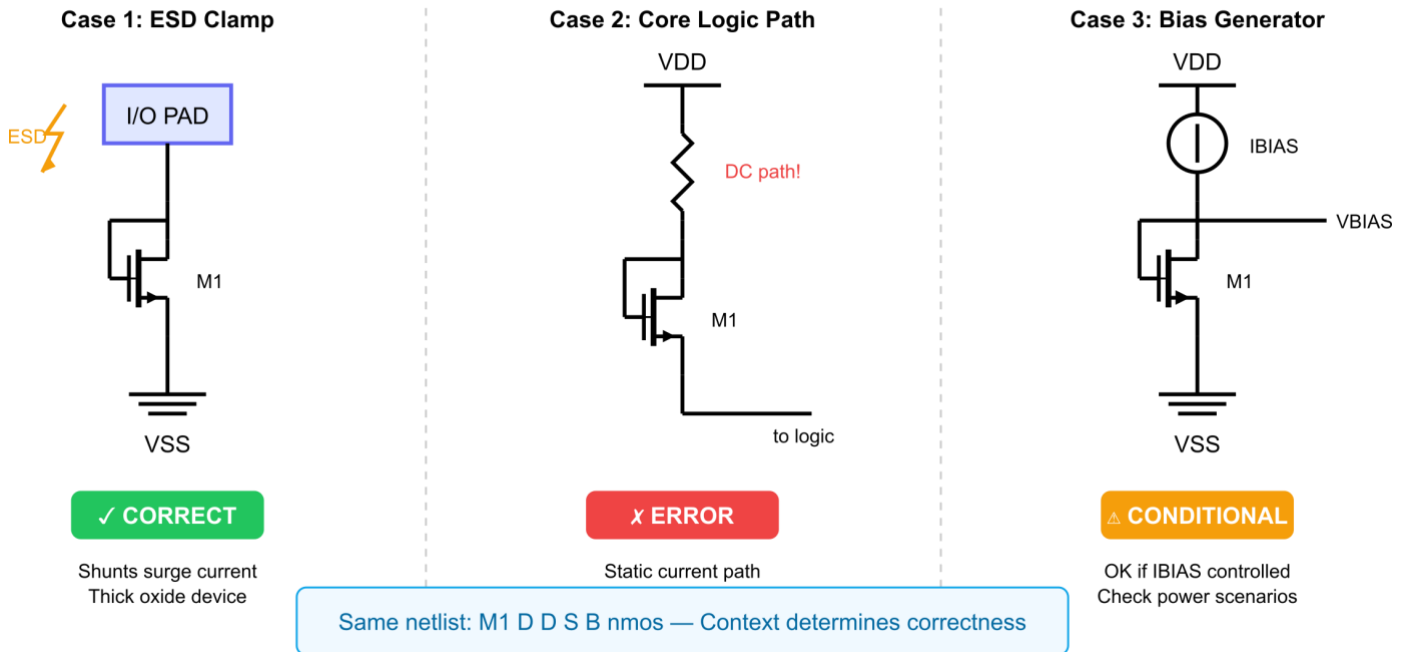 Case 1: ESD Clamp
ESD
I/O PAD
M1
VSS
✓ CORRECT
Shunts surge current
Thick oxide device
Case 2: Core Logic Path
VDD
DC path!
M1
to logic
✗ ERROR
Static current path
Case 3: Bias Generator
VDD
IBIAS
VBIAS
M1
VSS
⚠ CONDITIONAL
OK if IBIAS controlled
Check power scenarios
Same netlist: M1 D D S B nmos — Context determines correctness